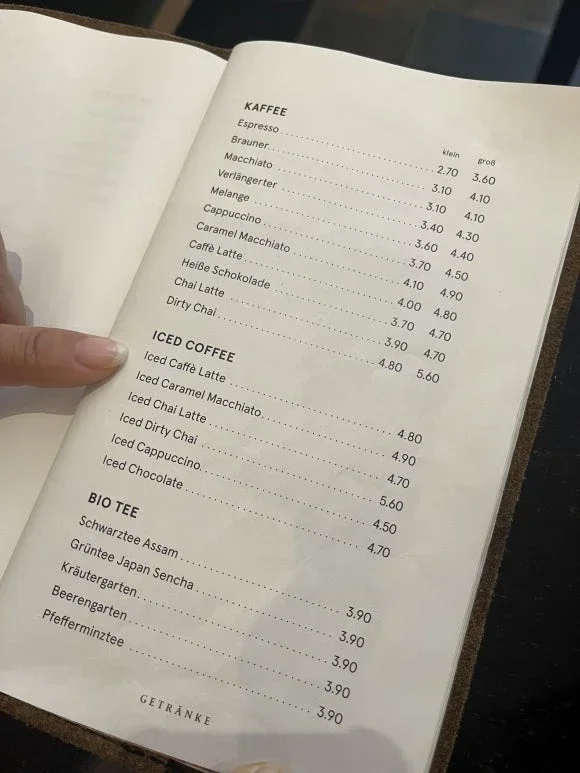 KAFFEE
klein groß
Espresso 2.70 3.60
Brauner 3.10 4.10
Macchiato 3.10 4.10
Verlängerter 3.40 4.30
Melange 3.60 4.40
Cappuccino 3.70 4.50
Caramel Macchiato 4.10 4.90
Caffè Latte 4.00 4.80
Heiße Schokolade 3.70 4.70
Chai Latte 3.90 4.70
Dirty Chai 4.80 5.60
ICED COFFEE
Iced Caffè Latte 4.80
Iced Caramel Macchiato 4.90
Iced Chai Latte 4.70
Iced Dirty Chai 5.60
Iced Cappuccino 4.50
Iced Chocolate 4.70
BIO TEE
Schwarztee Assam 3.90
Grüntee Japan Sencha 3.90
Kräutergarten 3.90
Beerengarten 3.90
Pfefferminztee 3.90
GETRÄNKE